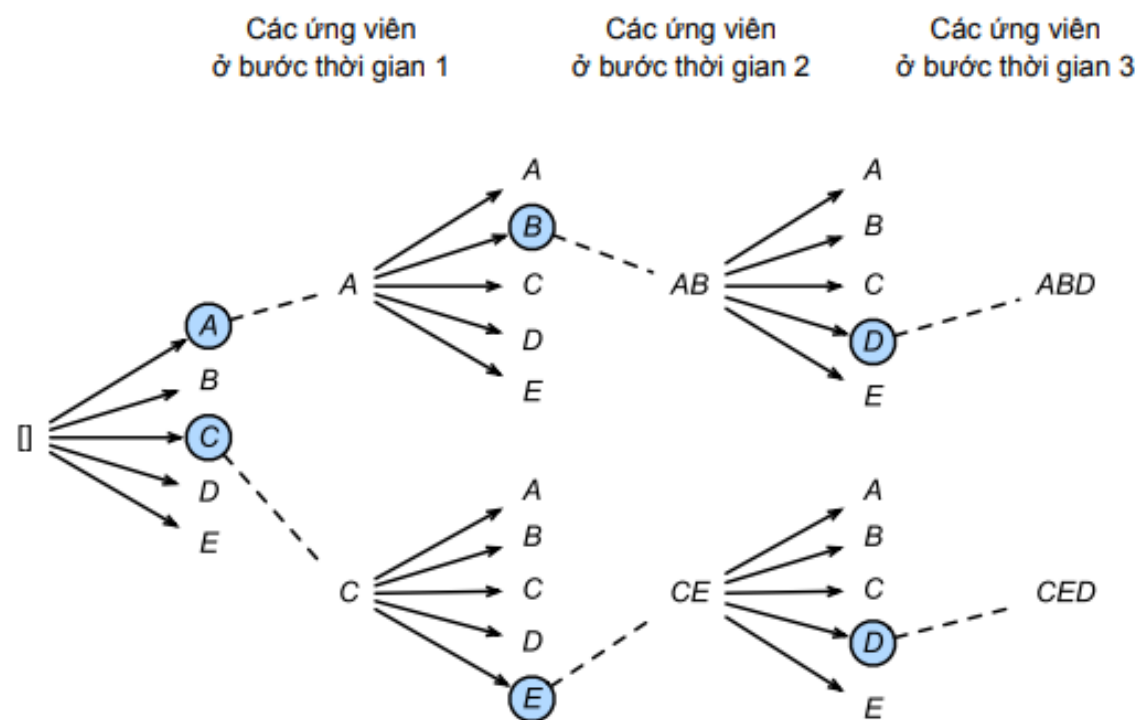 Các ứng viên
ở bước thời gian 1
Các ứng viên
ở bước thời gian 2
Các ứng viên
ở bước thời gian 3
[]
A
B
C
D
E
A
C
A
B
C
D
E
A
B
C
D
E
AB
CE
A
B
C
D
E
A
B
C
D
E
ABD
CED